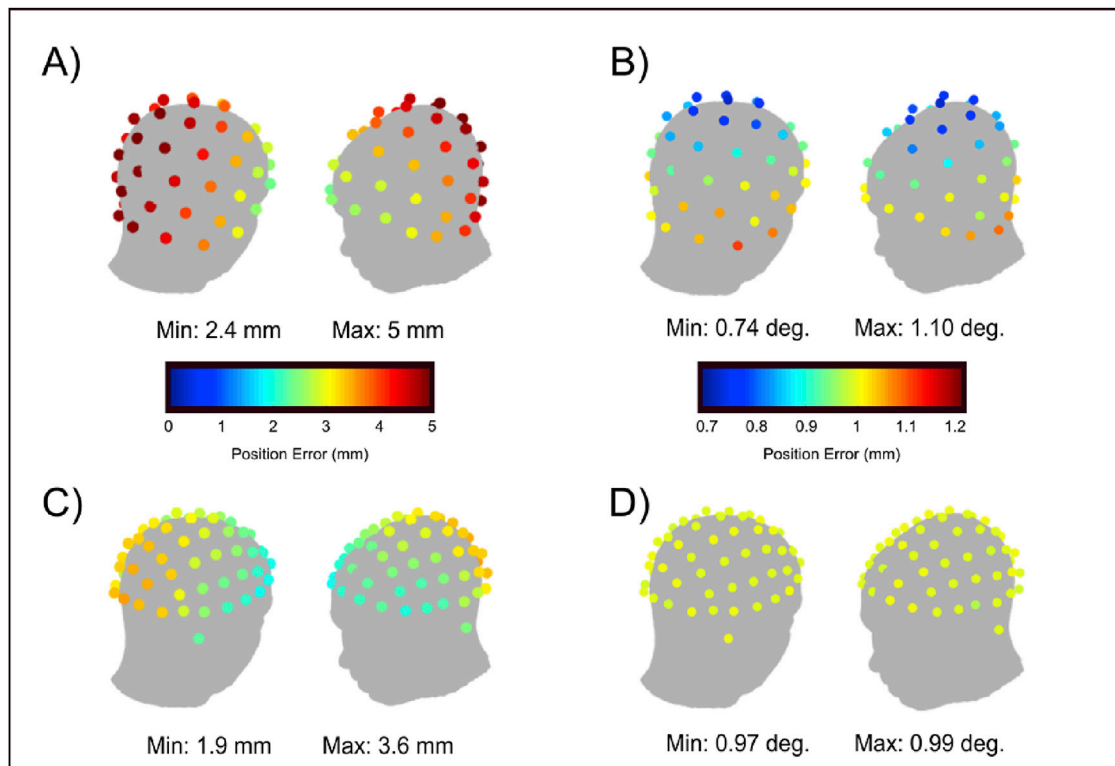 A)
B)
Min: 2.4 mm Max: 5 mm
Min: 0.74 deg. Max: 1.10 deg.
0 1 2 3 4 5
Position Error (mm)
0.7 0.8 0.9 1 1.1 1.2
Position Error (mm)
C)
D)
Min: 1.9 mm Max: 3.6 mm
Min: 0.97 deg. Max: 0.99 deg.